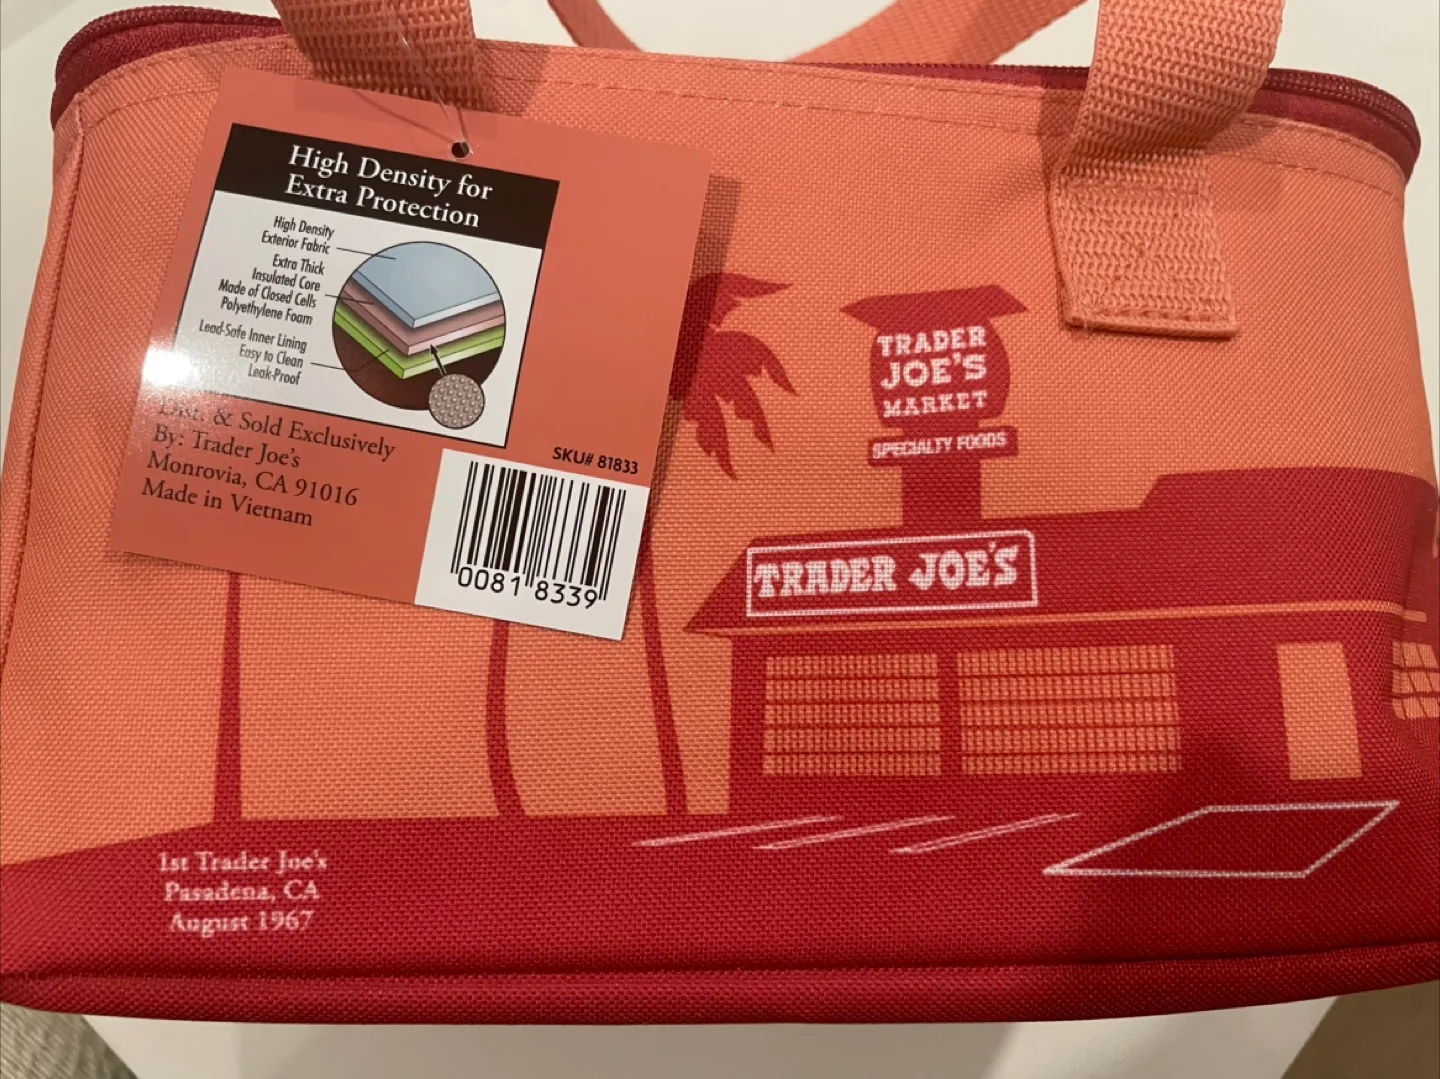 High Density for
Extra Protection
High Density
Exterior Fabric
Extra Thick
Insulated Core
Made of Closed Cells
Polyethylene Foam
Lead-Safe Inner Lining
Easy to Clean
Leak-Proof
Dist. & Sold Exclusively
By: Trader Joe's
Monrovia, CA 91016
Made in Vietnam
SKU# 81833
0081 8339
TRADER
JOE'S
MARKET
SPECIALTY FOODS
TRADER JOE'S
1st Trader Joe's
Pasadena, CA
August 1967